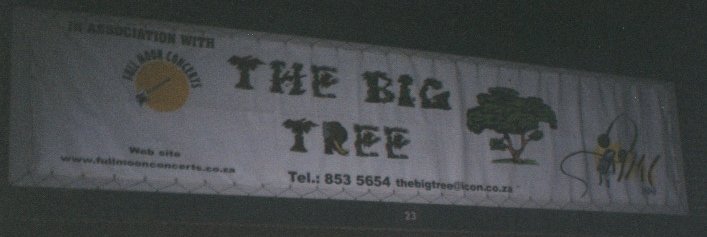 IN ASSOCIATION WITH
FULL MOON CONCERTS
THE BIG
TREE
Web site
www.fullmoonconcerts.co.za
Tel.: 853 5654 thebigtree@icon.co.za
23